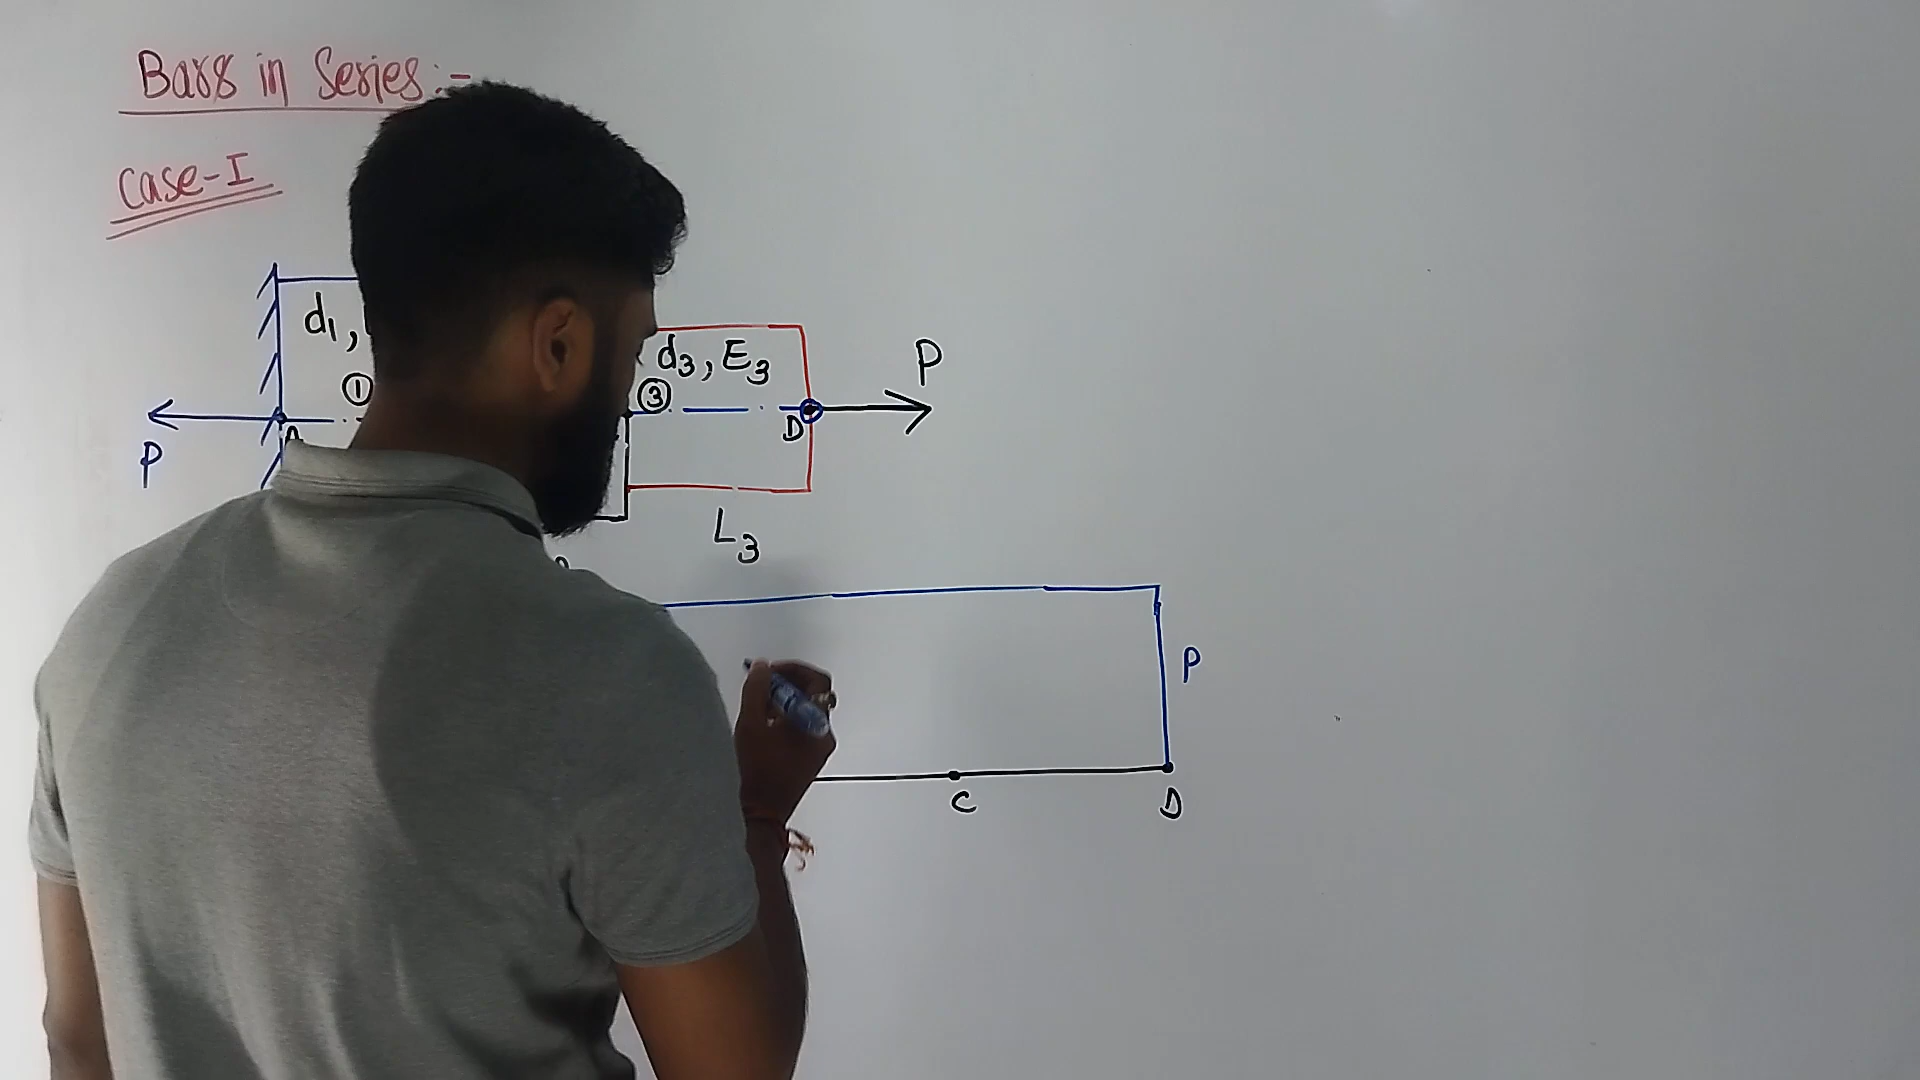 Bars in Series:-
Case-I
d1,
d3, E3
P
①
③
A
D
P
L3
P
C
D